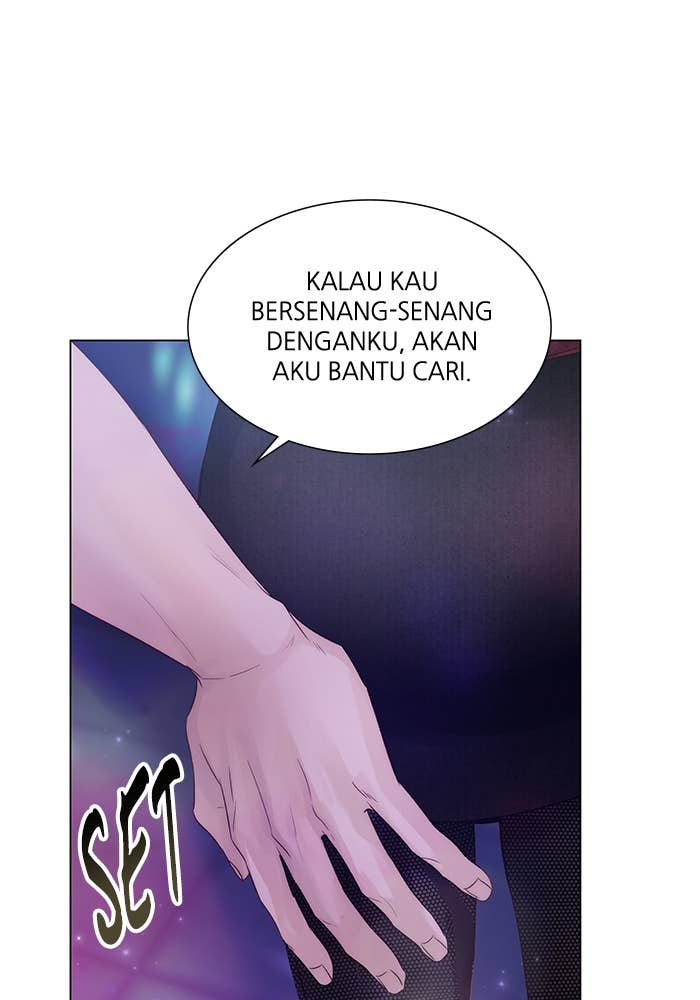 KALAU KAU
BERSENANG-SENANG
DENGANKU, AKAN
AKU BANTU CARI.
SET